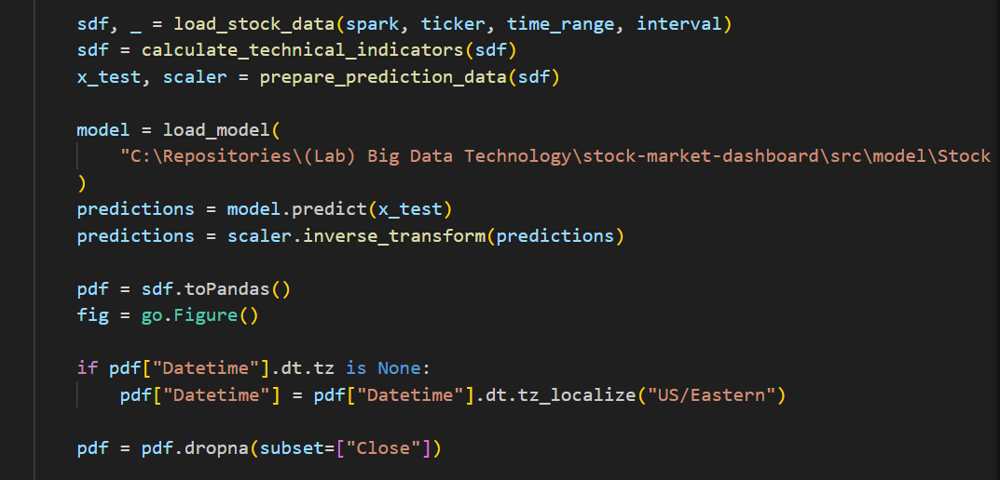 sdf, _ = load_stock_data(spark, ticker, time_range, interval)
sdf = calculate_technical_indicators(sdf)
x_test, scaler = prepare_prediction_data(sdf)
model = load_model(
"C:\Repositories\(Lab) Big Data Technology\stock-market-dashboard\src\model\Stock
)
predictions = model.predict(x_test)
predictions = scaler.inverse_transform(predictions)
pdf = sdf.toPandas()
fig = go.Figure()
if pdf["Datetime"].dt.tz is None:
pdf["Datetime"] = pdf["Datetime"].dt.tz_localize("US/Eastern")
pdf = pdf.dropna(subset=["Close"])